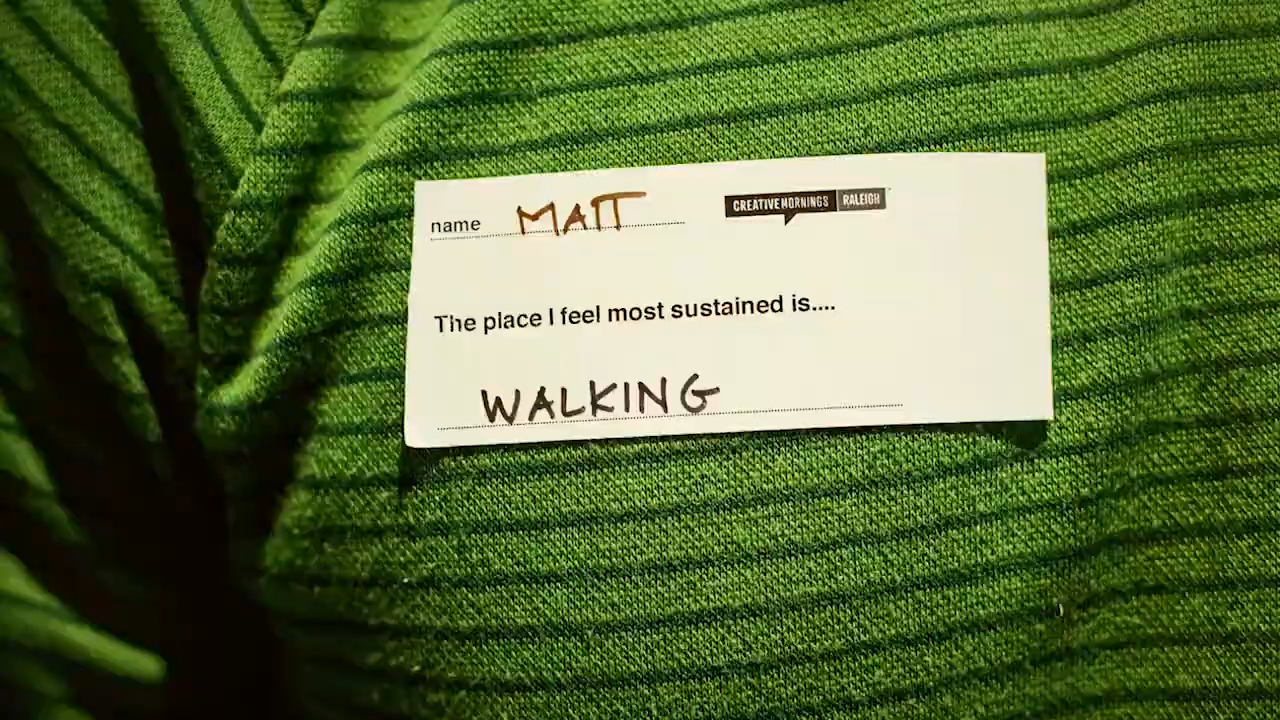 name MATT
CREATIVEMORNINGS RALEIGH
The place I feel most sustained is....
WALKING